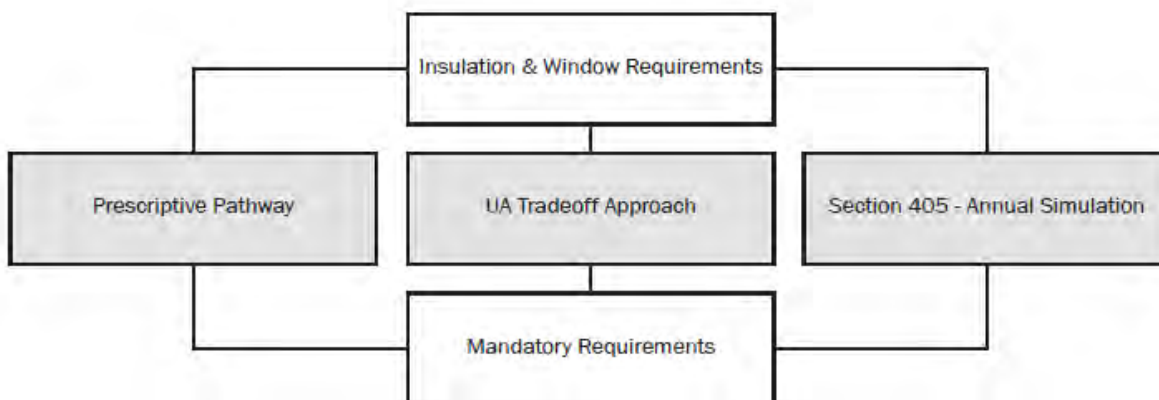 Insulation & Window Requirements
Prescriptive Pathway
UA Tradeoff Approach
Section 405 - Annual Simulation
Mandatory Requirements